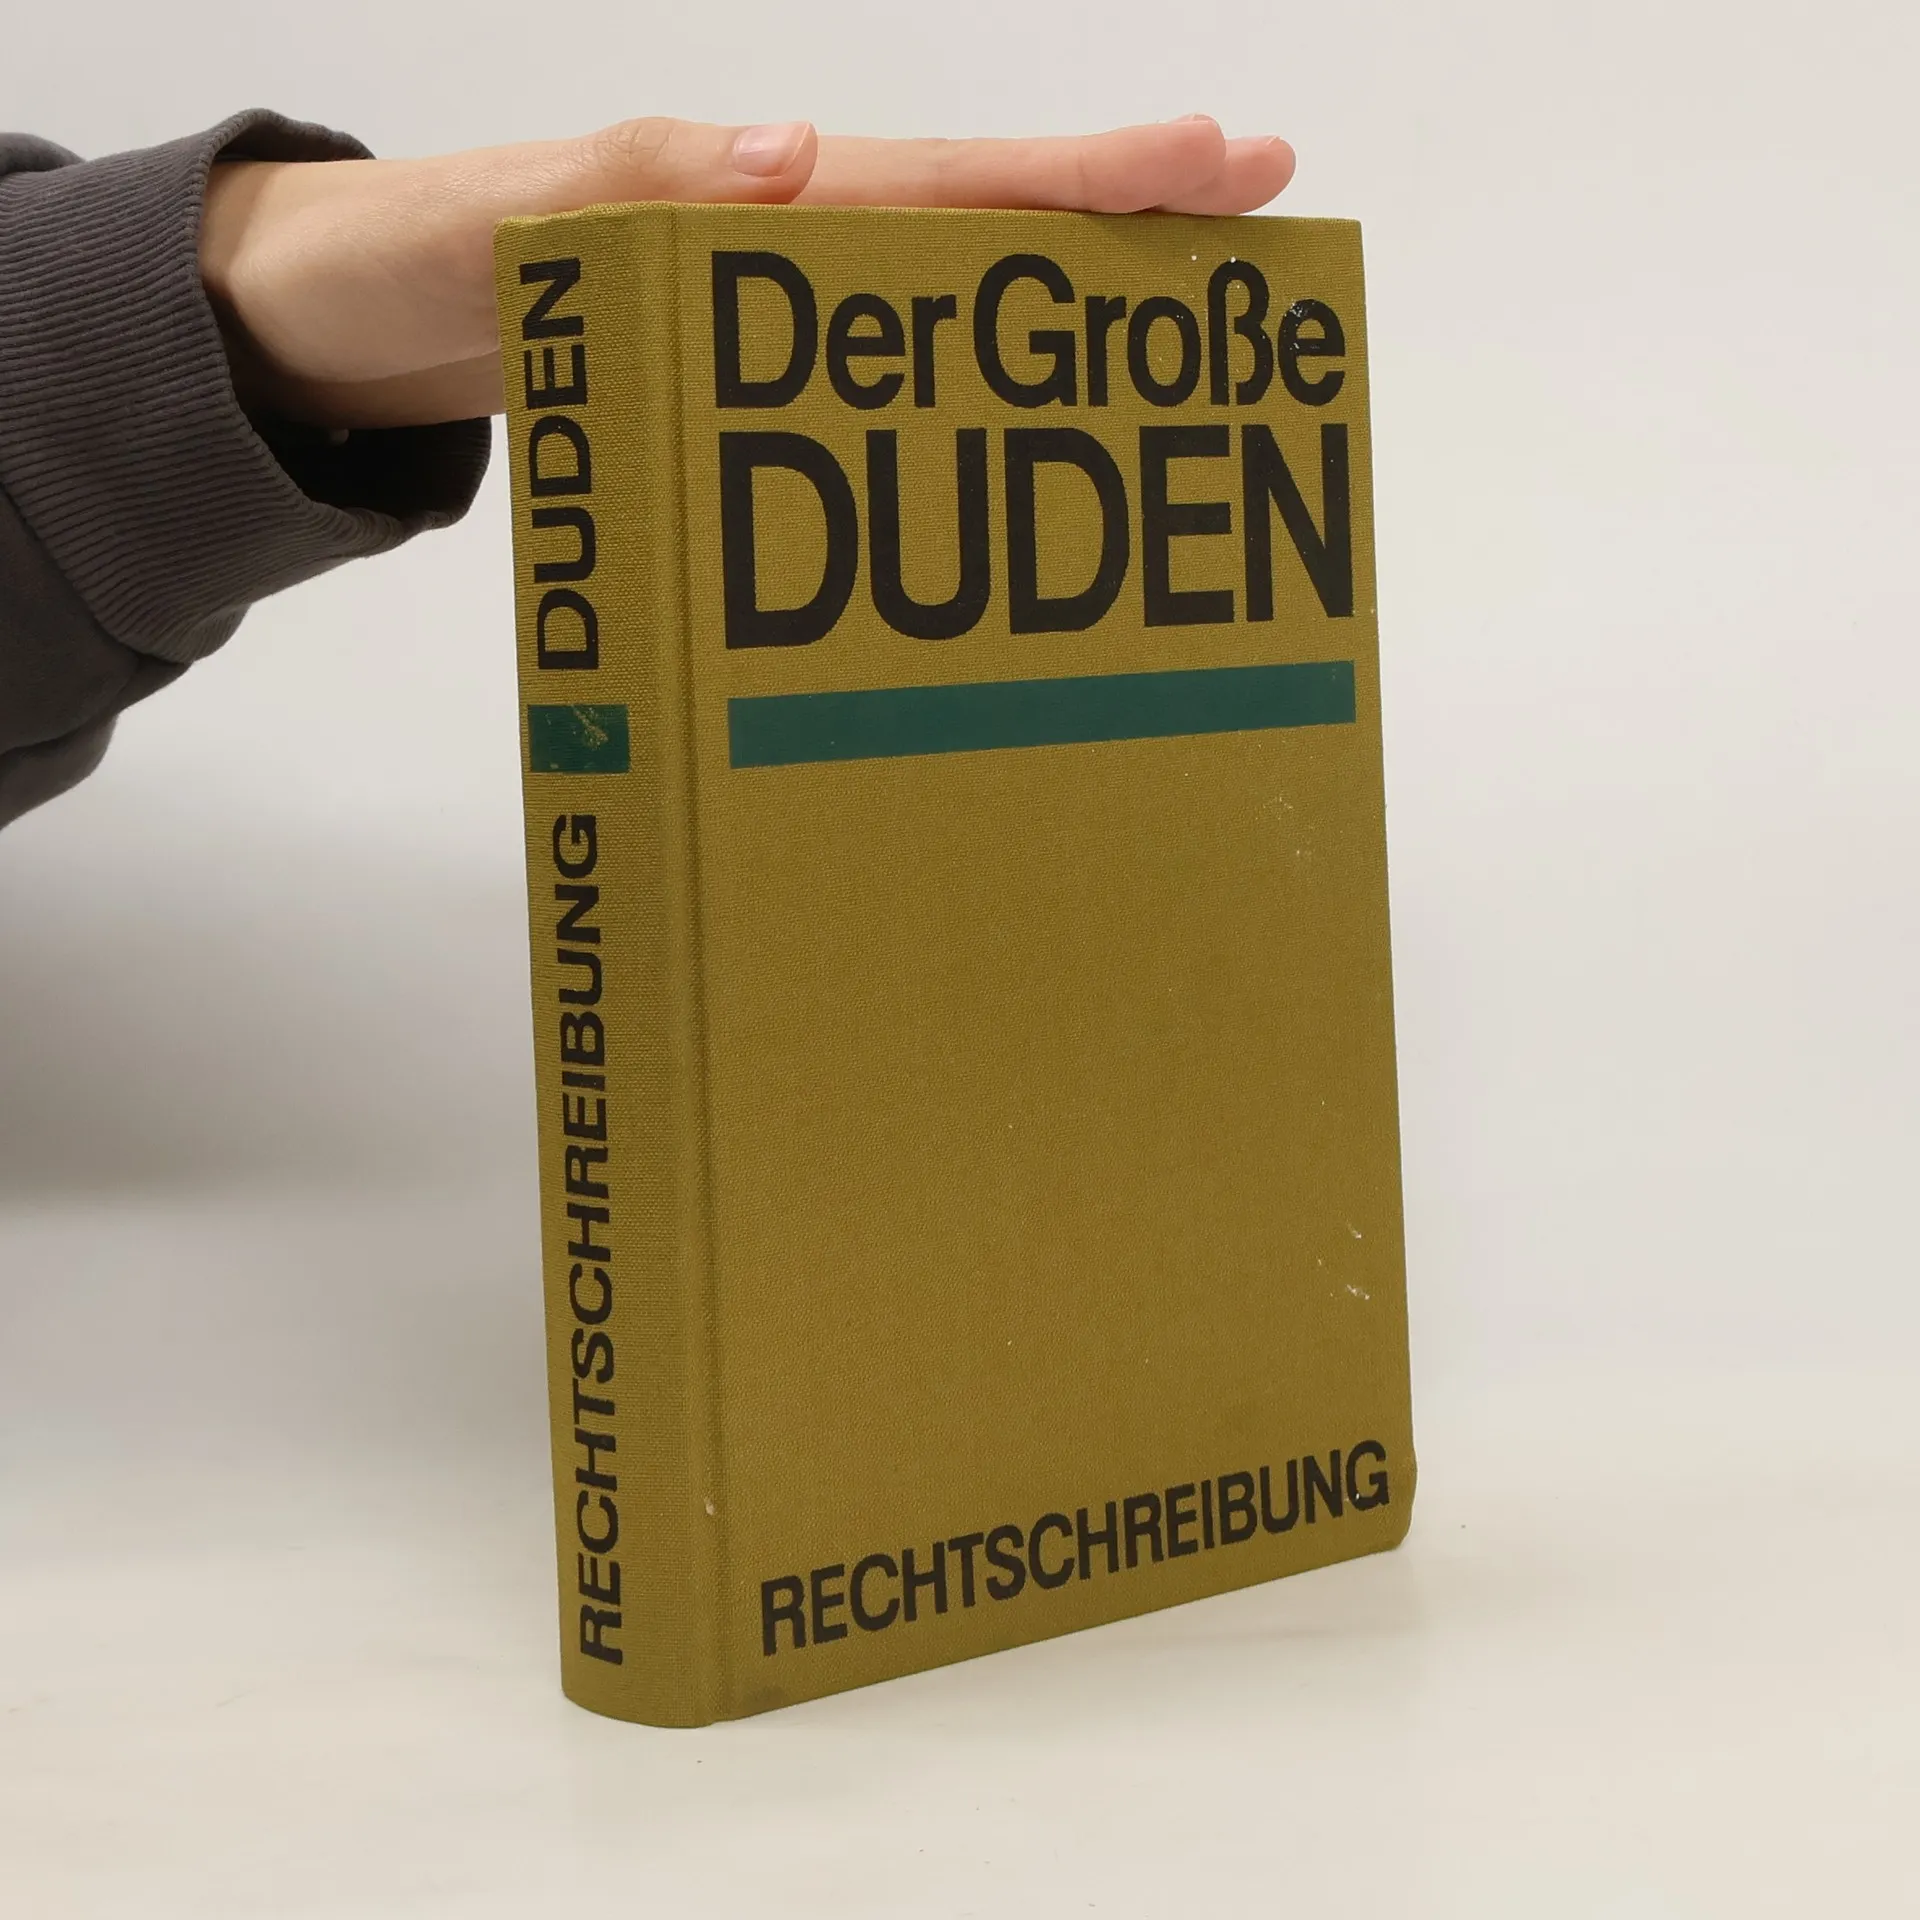 DUDEN
RECHTSCHREIBUNG
Der Große
DUDEN
RECHTSCHREIBUNG